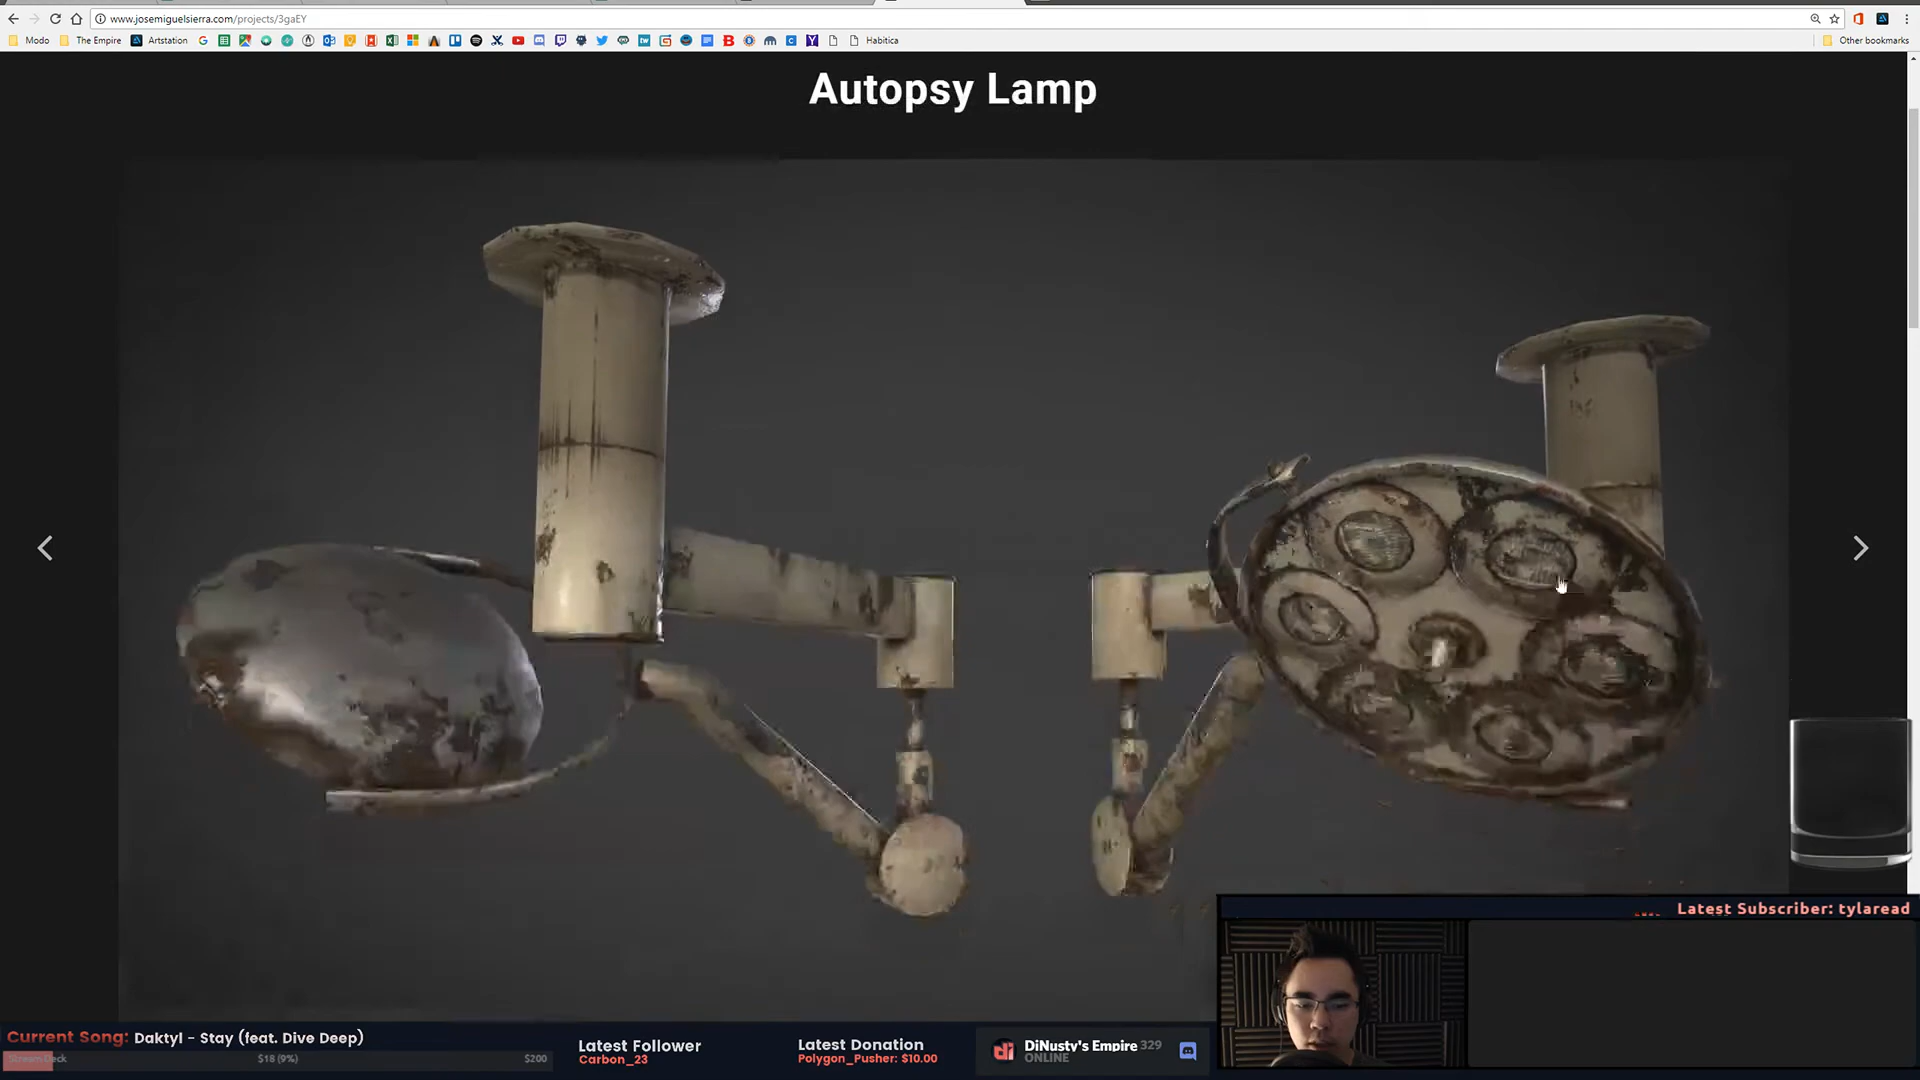 www.josemiguelsierra.com/projects/3gaEY
Modo
The Empire
Artstation
Habitica
Other bookmarks
Autopsy Lamp
Latest Subscriber: tylaread
Current Song: Daktyl - Stay (feat. Dive Deep)
Stream Deck
$18 (9%)
$200
Latest Follower
Carbon_23
Latest Donation
Polygon_Pusher: $10.00
DiNusty's Empire 329
ONLINE